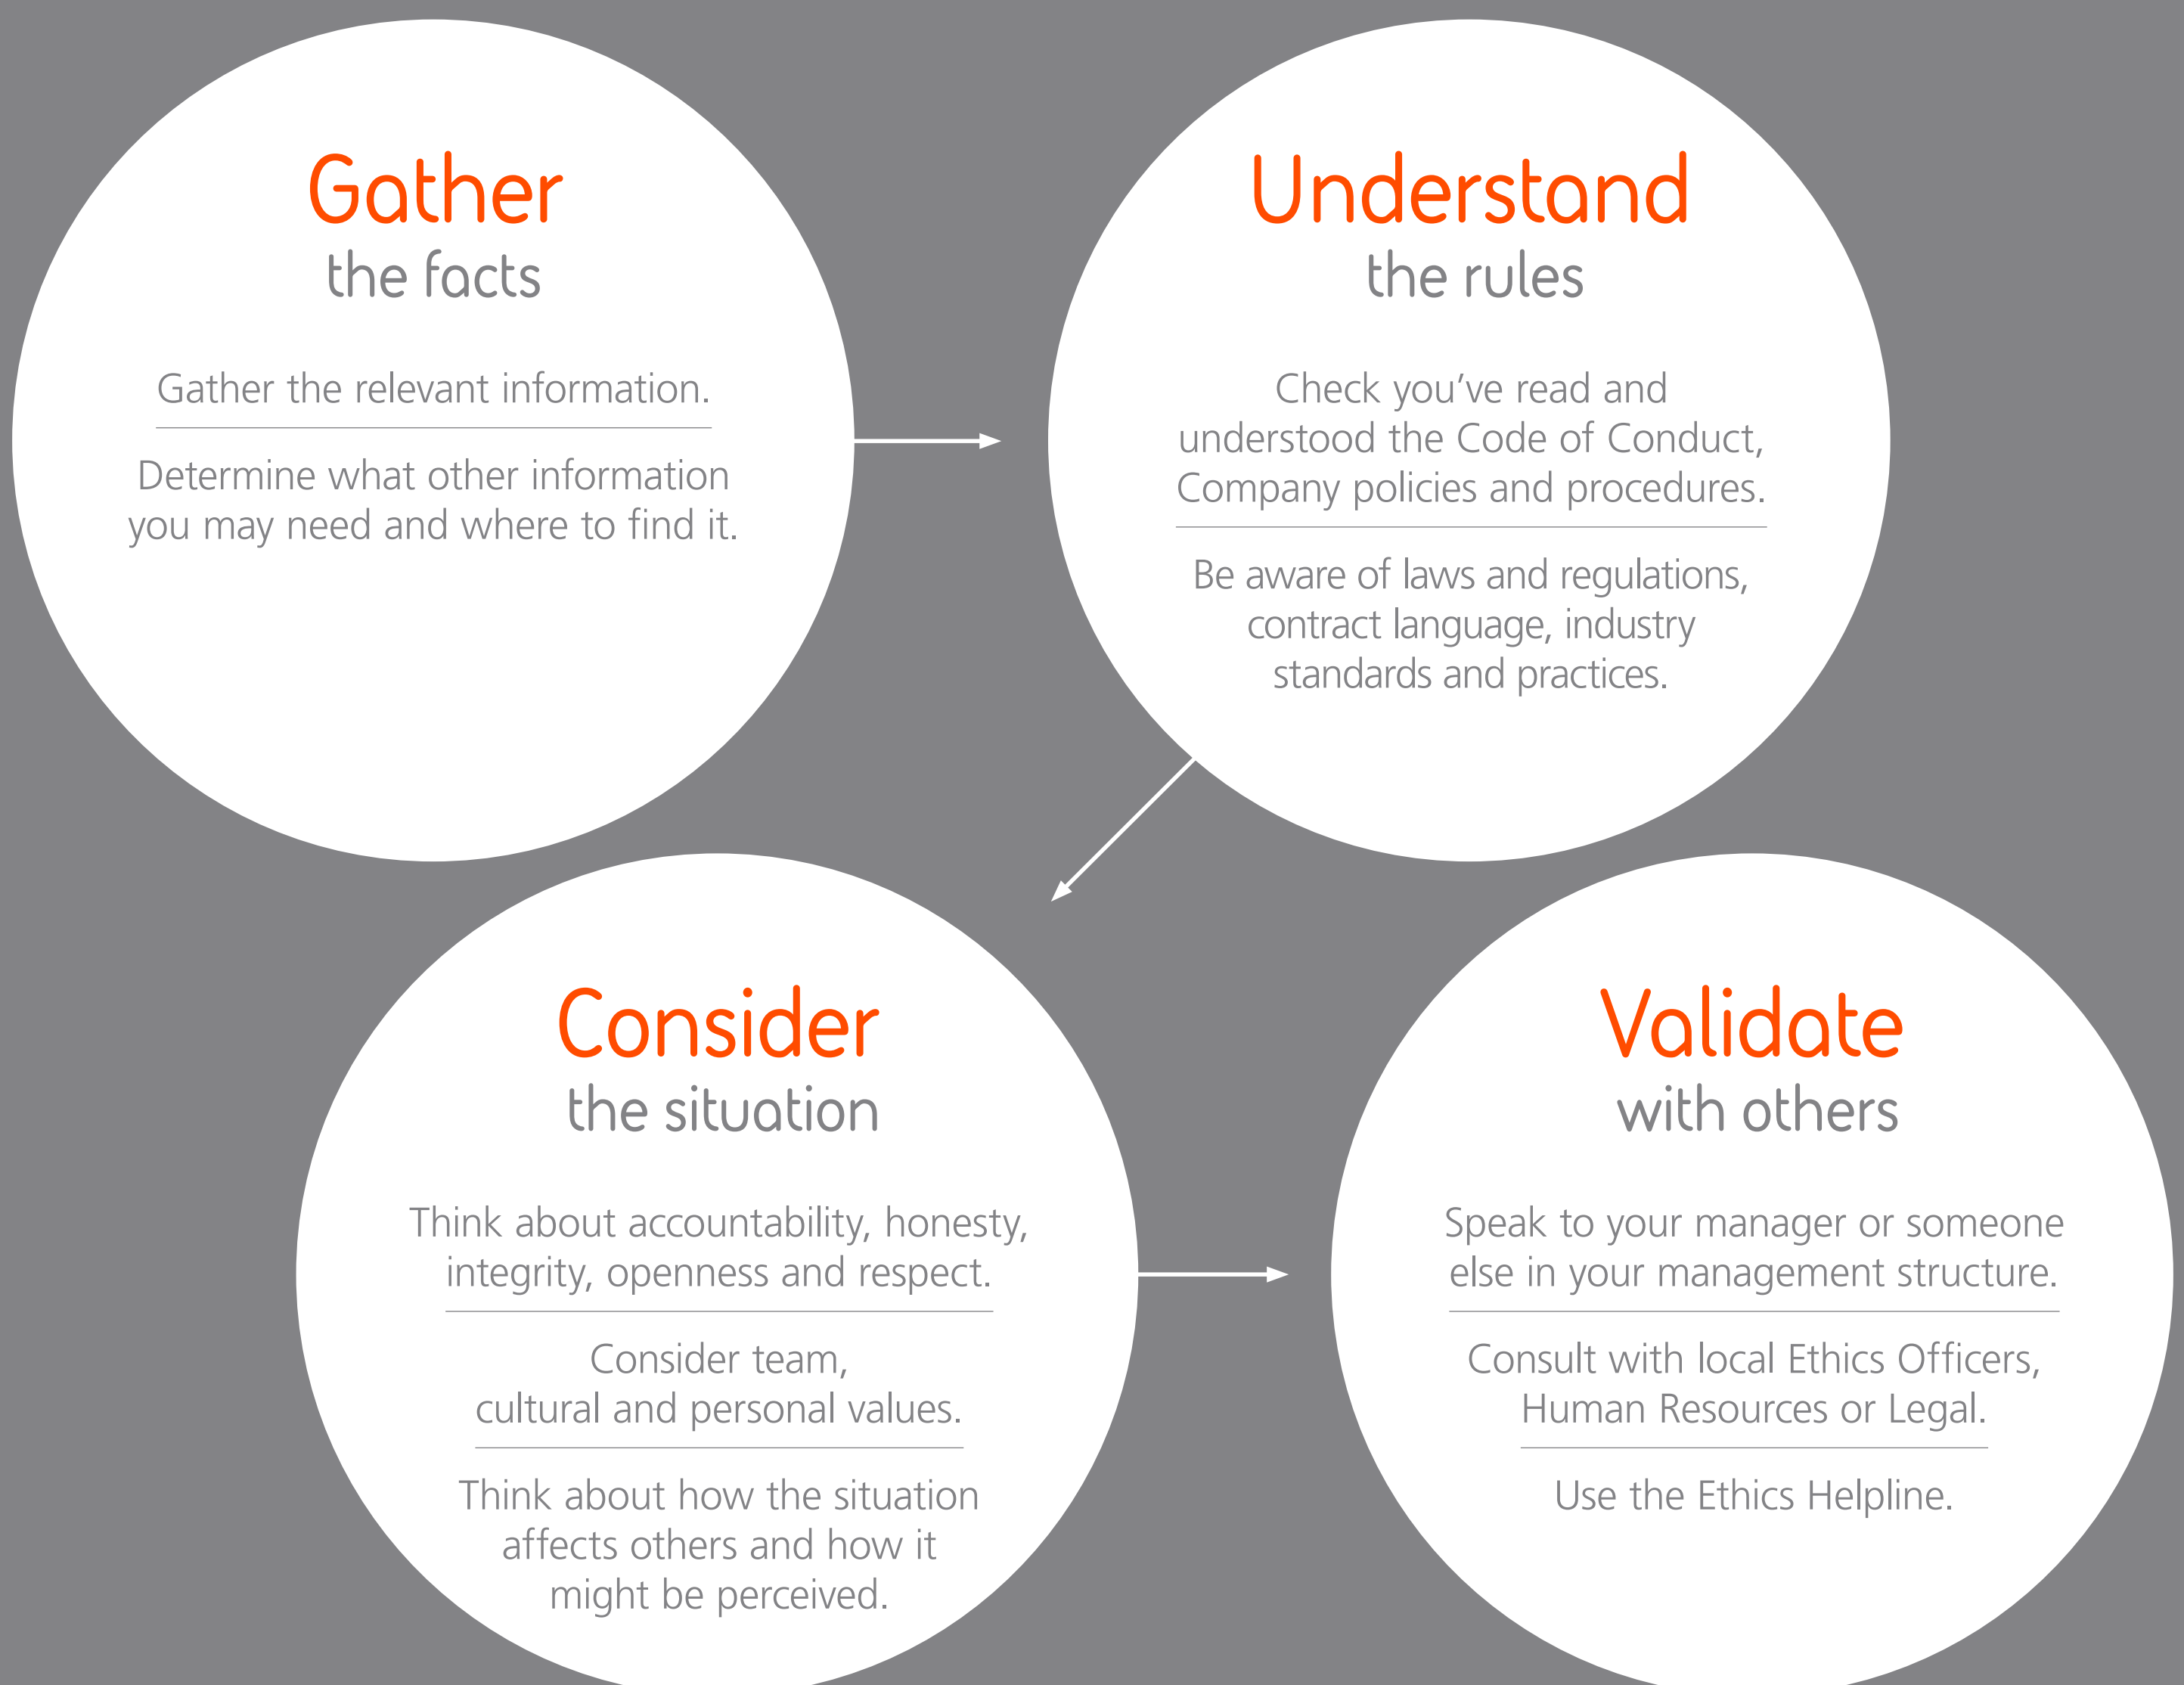 Gather
the facts
Gather the relevant information.
Determine what other information
you may need and where to find it.
Understand
the rules
Check you’ve read and
understood the Code of Conduct,
Company policies and procedures.
Be aware of laws and regulations,
contract language, industry
standards and practices.
Consider
the situation
Think about accountability, honesty,
integrity, openness and respect.
Consider team,
cultural and personal values.
Think about how the situation
affects others and how it
might be perceived.
Validate
with others
Speak to your manager or someone
else in your management structure.
Consult with local Ethics Officers,
Human Resources or Legal.
Use the Ethics Helpline.